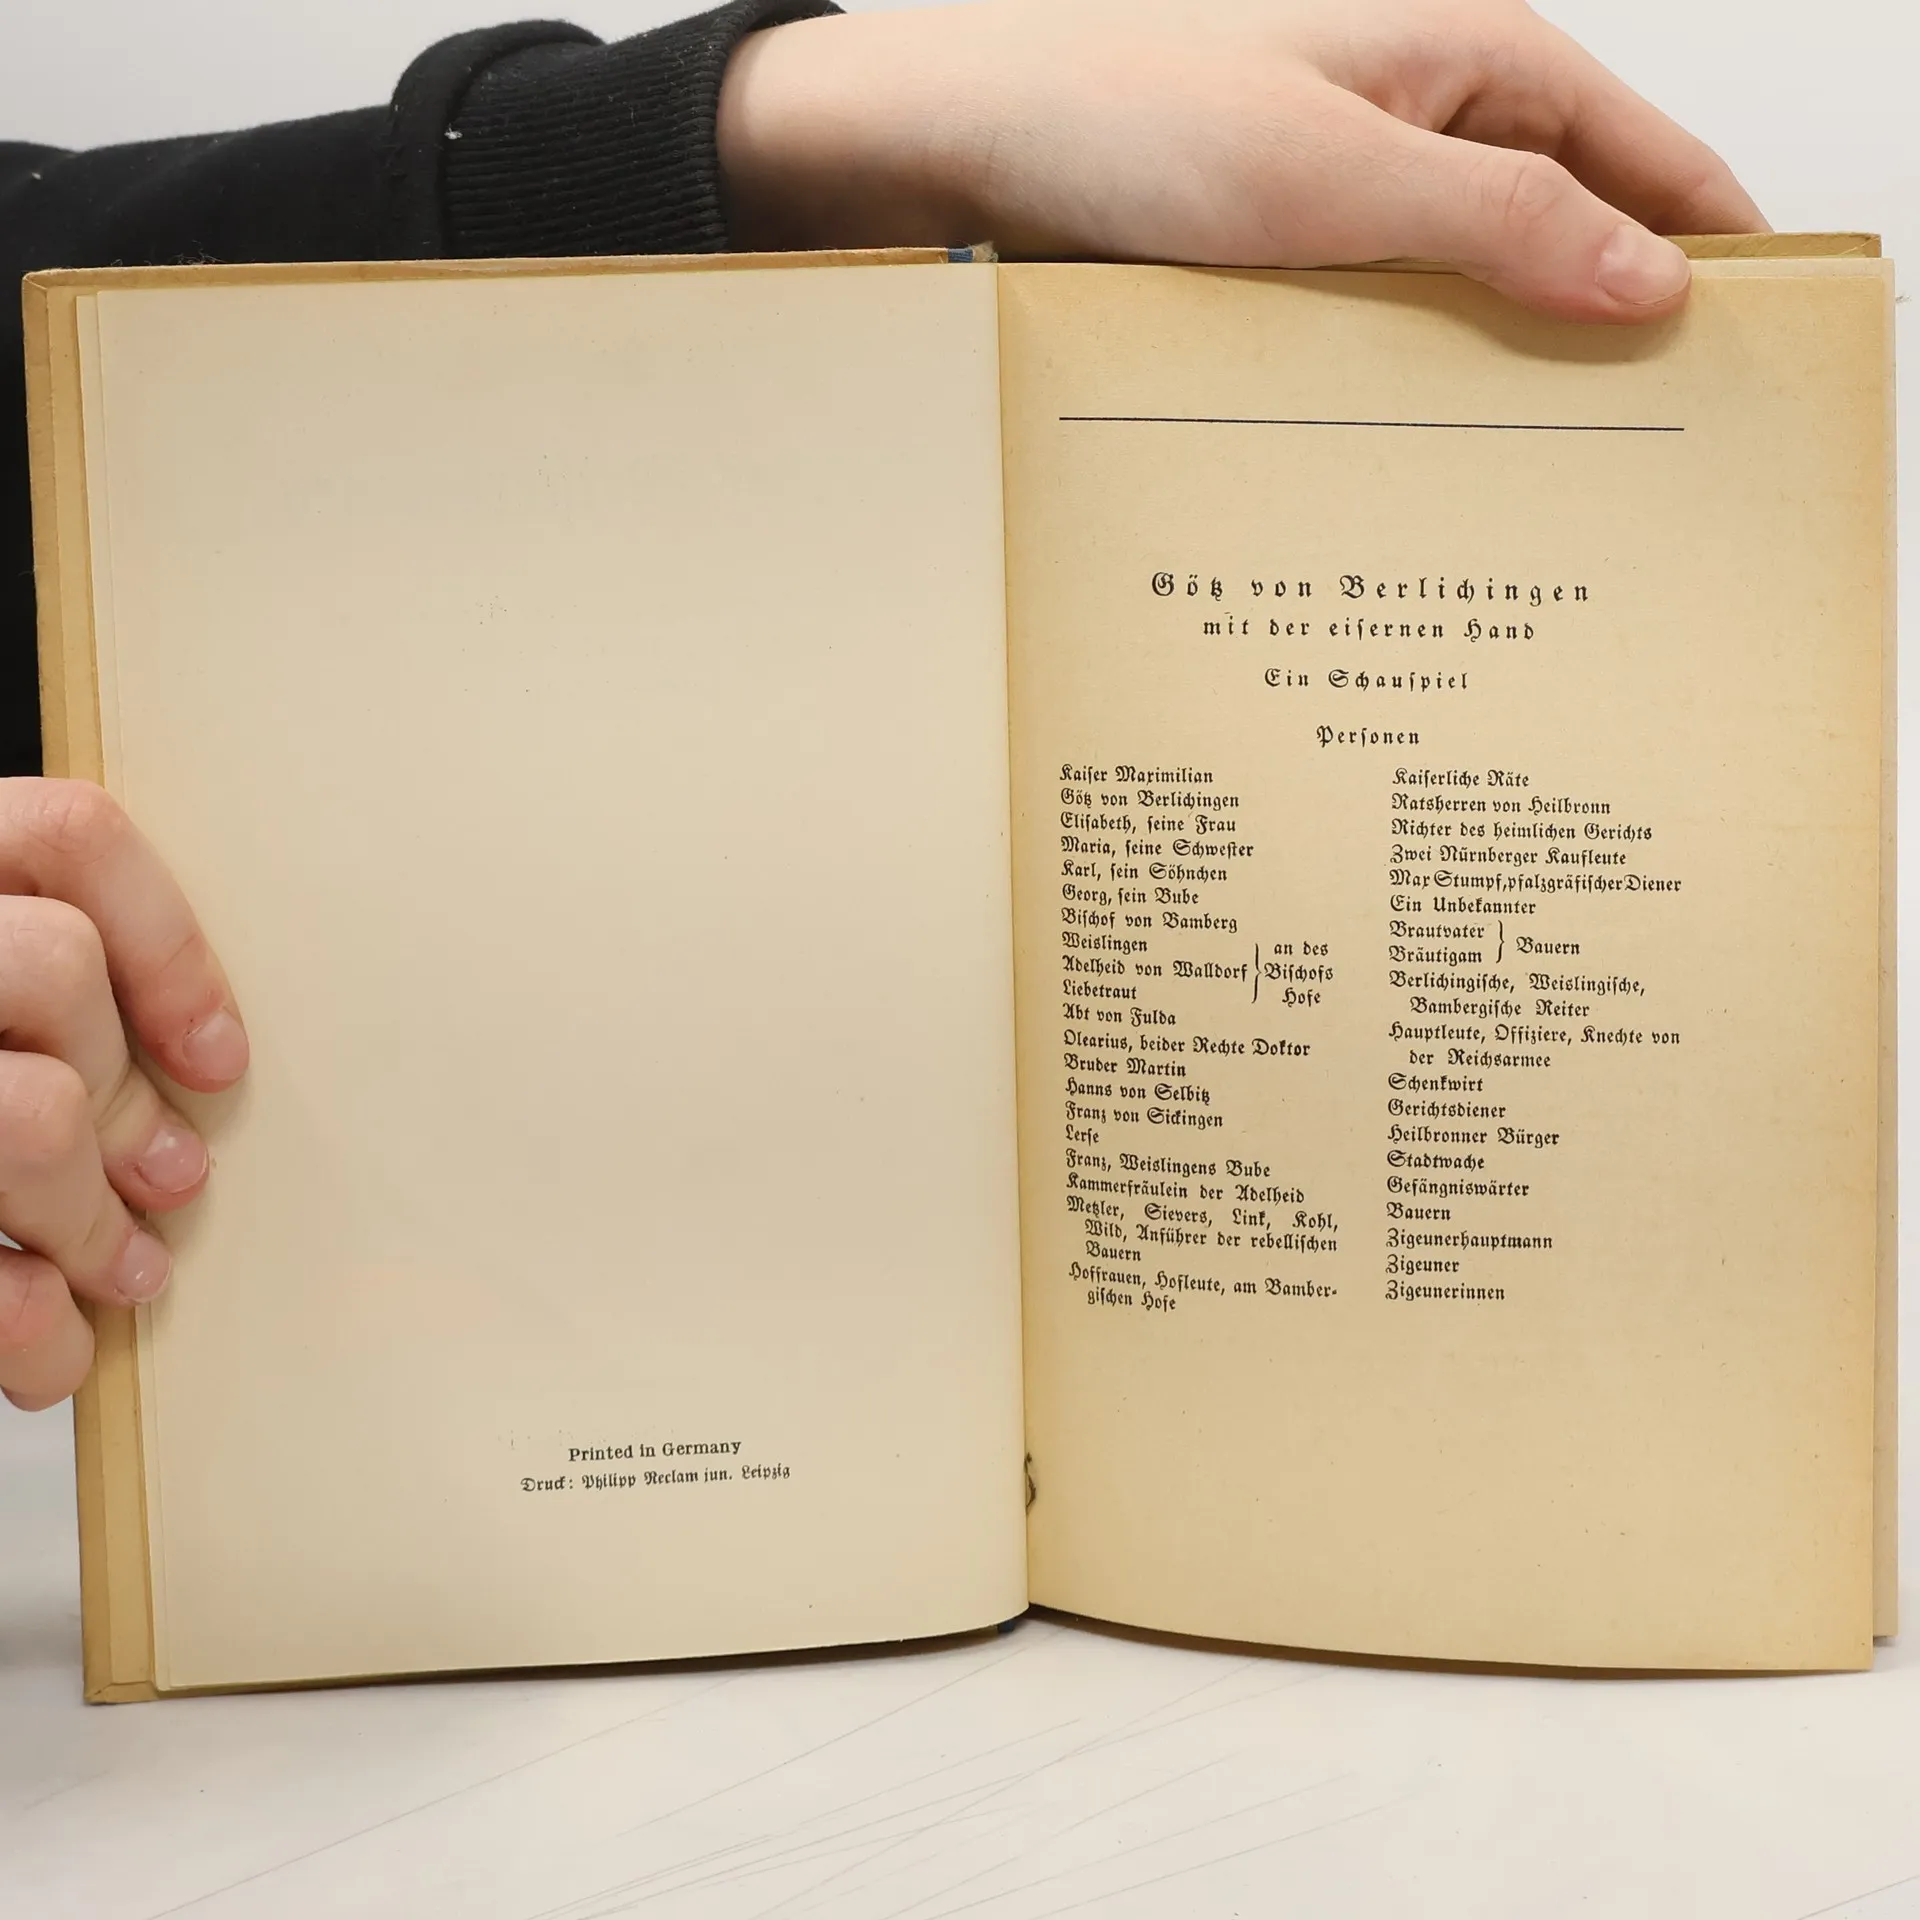 Printed in Germany
Druck: Philipp Reclam jun. Leipzig
Götz von Berlichingen
mit der eiſernen Hand
Ein Schauſpiel
Perſonen
Kaiſer Maximilian
Götz von Berlichingen
Eliſabeth, ſeine Frau
Maria, ſeine Schweſter
Karl, ſein Söhnchen
Georg, ſein Bube
Biſchof von Bamberg
Weislingen
Adelheid von Walldorf
Liebetraut
an des
Biſchofs
Hofe
Abt von Fulda
Olearius, beider Rechte Doktor
Bruder Martin
Hanns von Selbitz
Franz von Sickingen
Lerſe
Franz, Weislingens Bube
Kammerfräulein der Adelheid
Metzler, Sievers, Link, Kohl,
Wild, Anführer der rebelliſchen
Bauern
Hoffrauen, Hofleute, am Bamber-
giſchen Hofe
Kaiſerliche Räte
Ratsherren von Heilbronn
Richter des heimlichen Gerichts
Zwei Nürnberger Kaufleute
Max Stumpf, pfalzgräfiſcher Diener
Ein Unbekannter
Brautvater
Bräutigam
Bauern
Berlichingiſche, Weislingiſche,
Bambergiſche Reiter
Hauptleute, Offiziere, Knechte von
der Reichsarmee
Schenkwirt
Gerichtsdiener
Heilbronner Bürger
Stadtwache
Gefängniswärter
Bauern
Zigeunerhauptmann
Zigeuner
Zigeunerinnen